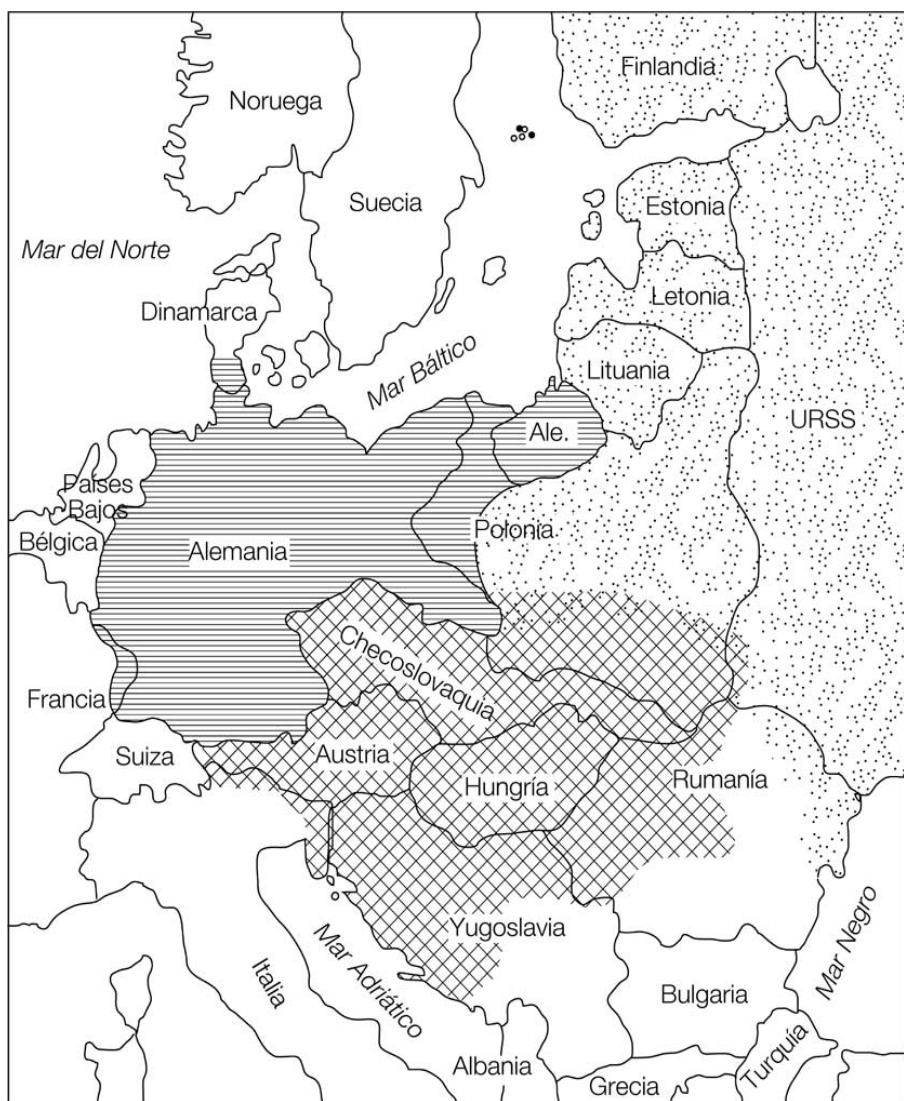 Finlandia
Noruega
Suecia
Estonia
Mar del Norte
Letonia
Dinamarca
Mar Báltico
Lituania
URSS
Ale.
Países
Bajos
Polonia
Bélgica
Alemania
Checoslovaquia
Francia
Suiza
Austria
Hungría
Rumanía
Yugoslavia
Mar Adriático
Italia
Mar Negro
Bulgaria
Turquía
Albania
Grecia